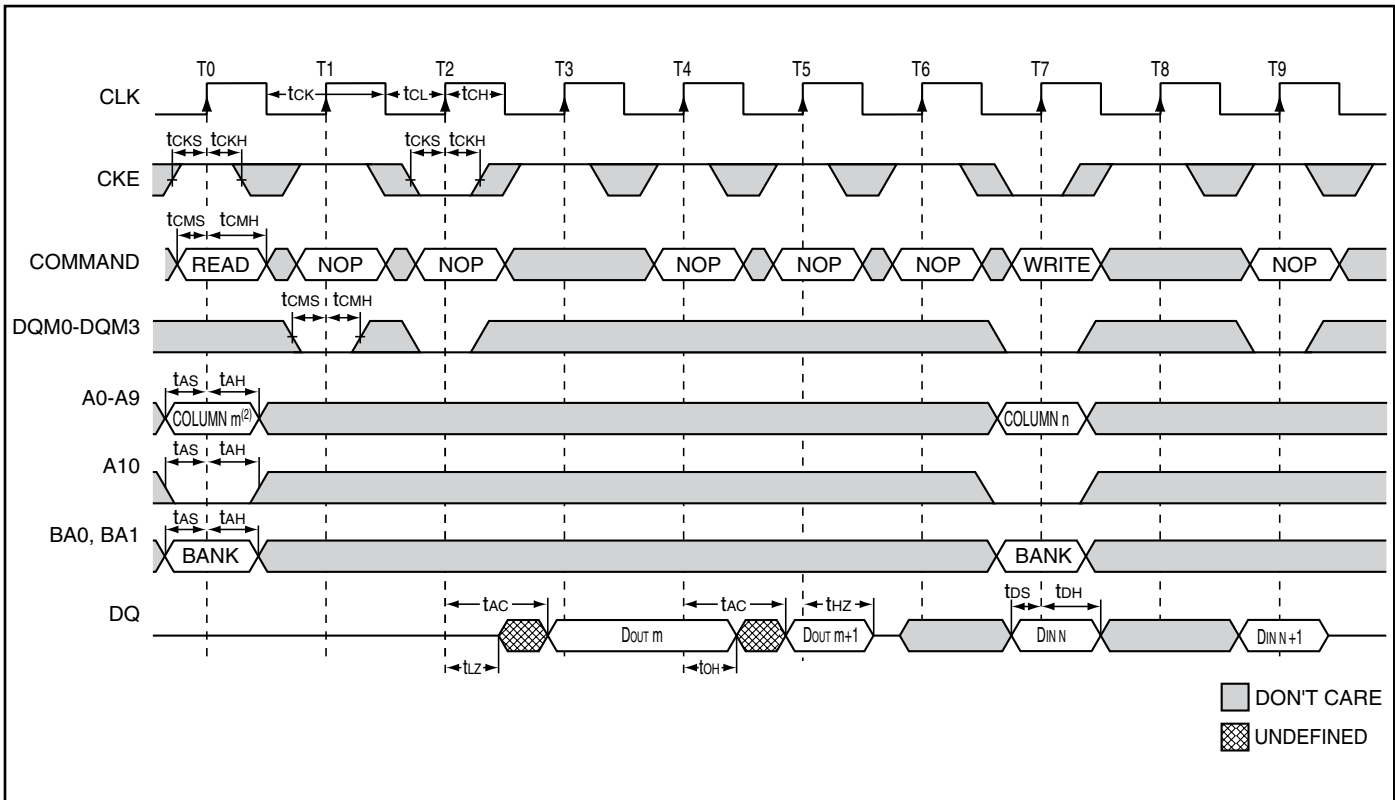 T0 T1 T2 T3 T4 T5 T6 T7 T8 T9
CLK tCK tCL tCH
tCKS tCKH tCKS tCKH
CKE
tCMS tCMH
COMMAND READ NOP NOP NOP NOP NOP WRITE NOP
tCMS tCMH
DQM0-DQM3
tAS tAH
A0-A9 COLUMN m(2) COLUMN n
tAS tAH
A10
tAS tAH
BA0, BA1 BANK BANK
tAC tAC tHZ tDS tDH
DQ DOUT m DOUT m+1 DIN N DIN N+1
tLZ tOH
DON'T CARE
UNDEFINED